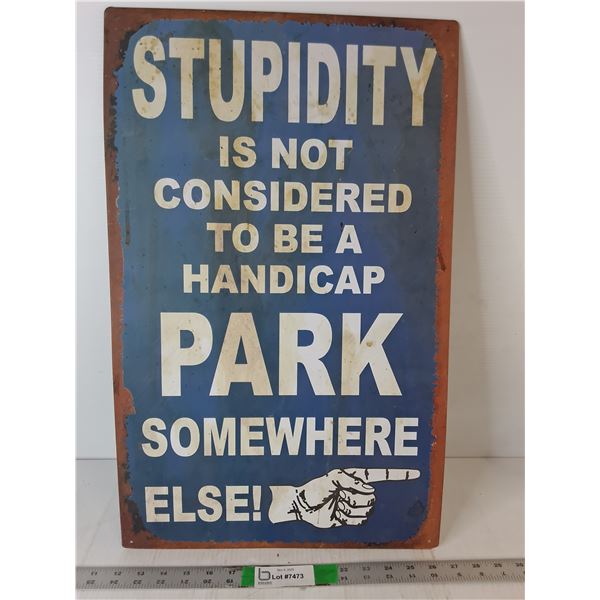 STUPIDITY
IS NOT
CONSIDERED
TO BE A
HANDICAP
PARK
SOMEWHERE
ELSE!
Lot #7473